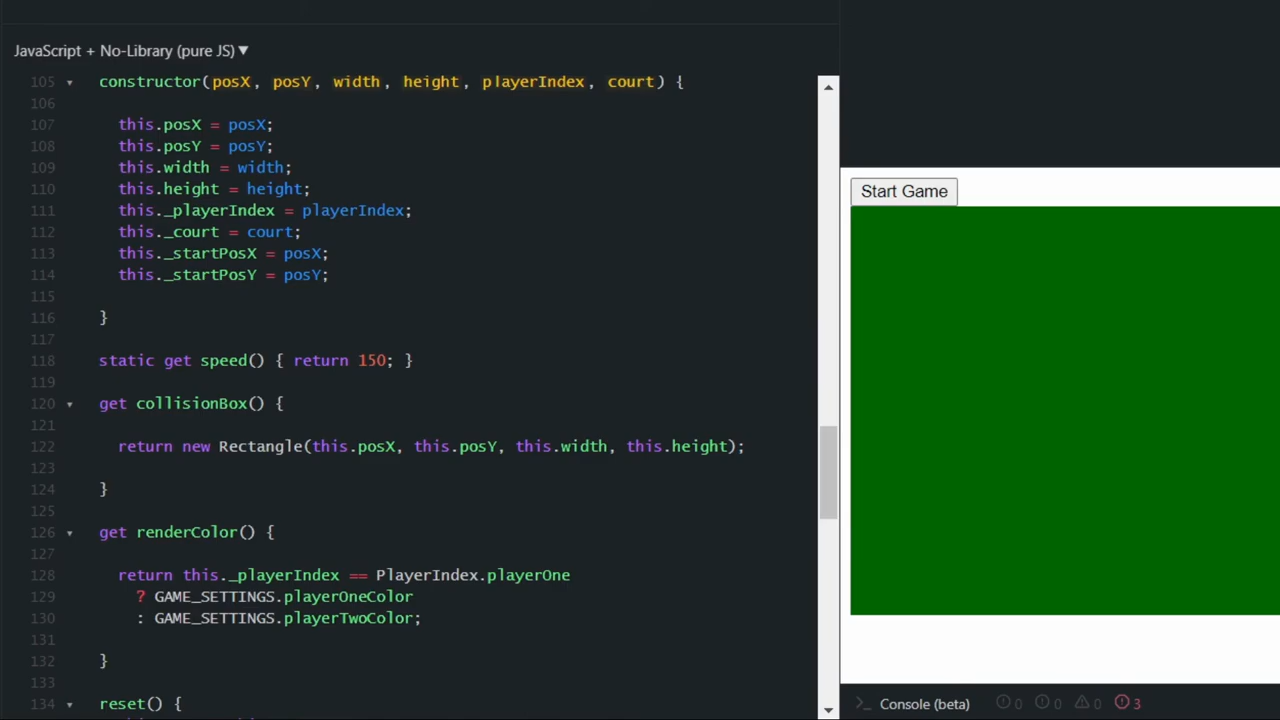 JavaScript + No-Library (pure JS) ▼
105 ▾ constructor(posX, posY, width, height, playerIndex, court) {
106
107 this.posX = posX;
108 this.posY = posY;
109 this.width = width;
110 this.height = height;
111 this._playerIndex = playerIndex;
112 this._court = court;
113 this._startPosX = posX;
114 this._startPosY = posY;
115
116 }
117
118 static get speed() { return 150; }
119
120 ▾ get collisionBox() {
121
122 return new Rectangle(this.posX, this.posY, this.width, this.height);
123
124 }
125
126 ▾ get renderColor() {
127
128 return this._playerIndex == PlayerIndex.playerOne
129 ? GAME_SETTINGS.playerOneColor
130 : GAME_SETTINGS.playerTwoColor;
131
132 }
133
134 ▾ reset() {
Start Game
>_ Console (beta) 0 0 0 3